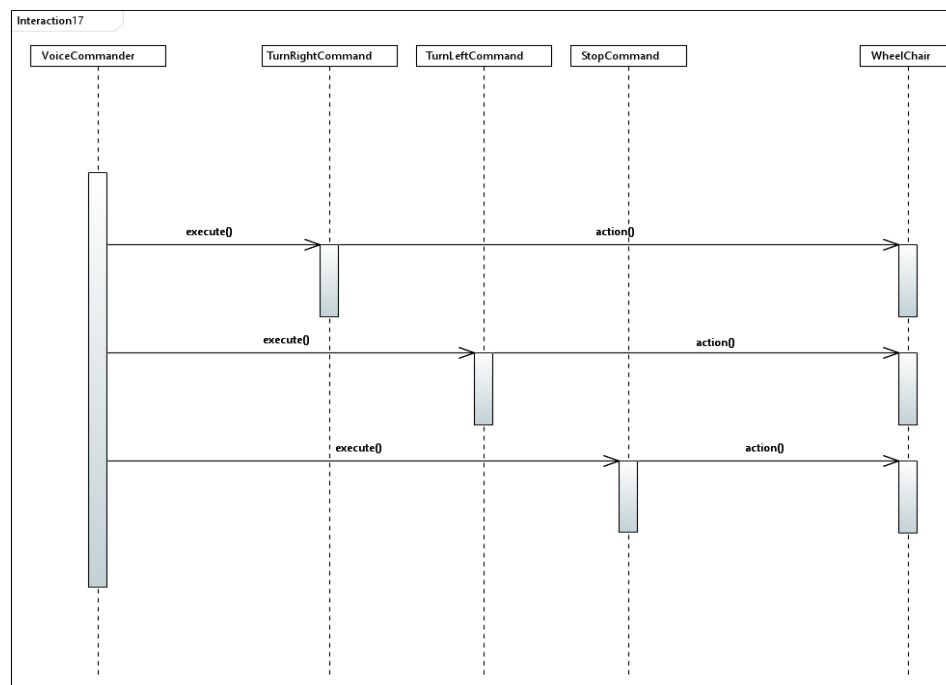 Interaction17
VoiceCommander TurnRightCommand TurnLeftCommand StopCommand WheelChair
execute() action()
execute() action()
execute() action()